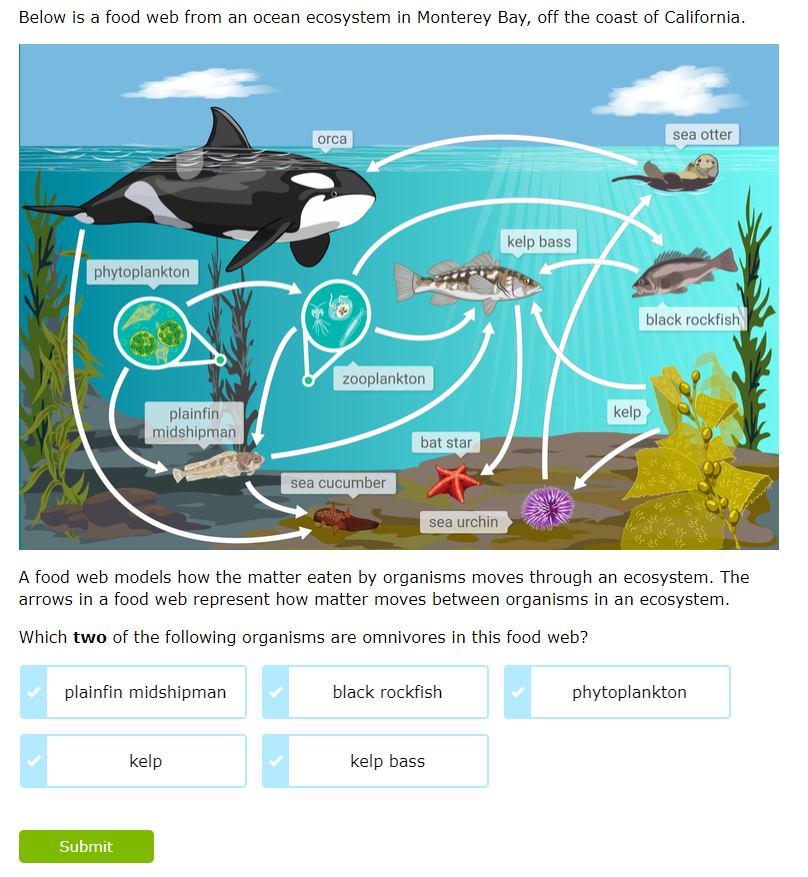 Below is a food web from an ocean ecosystem in Monterey Bay, off the coast of California.
orca
sea otter
kelp bass
phytoplankton
black rockfish
zooplankton
plainfin
midshipman
kelp
bat star
sea cucumber
sea urchin
A food web models how the matter eaten by organisms moves through an ecosystem. The
arrows in a food web represent how matter moves between organisms in an ecosystem.
Which two of the following organisms are omnivores in this food web?
plainfin midshipman
black rockfish
phytoplankton
kelp
kelp bass
Submit